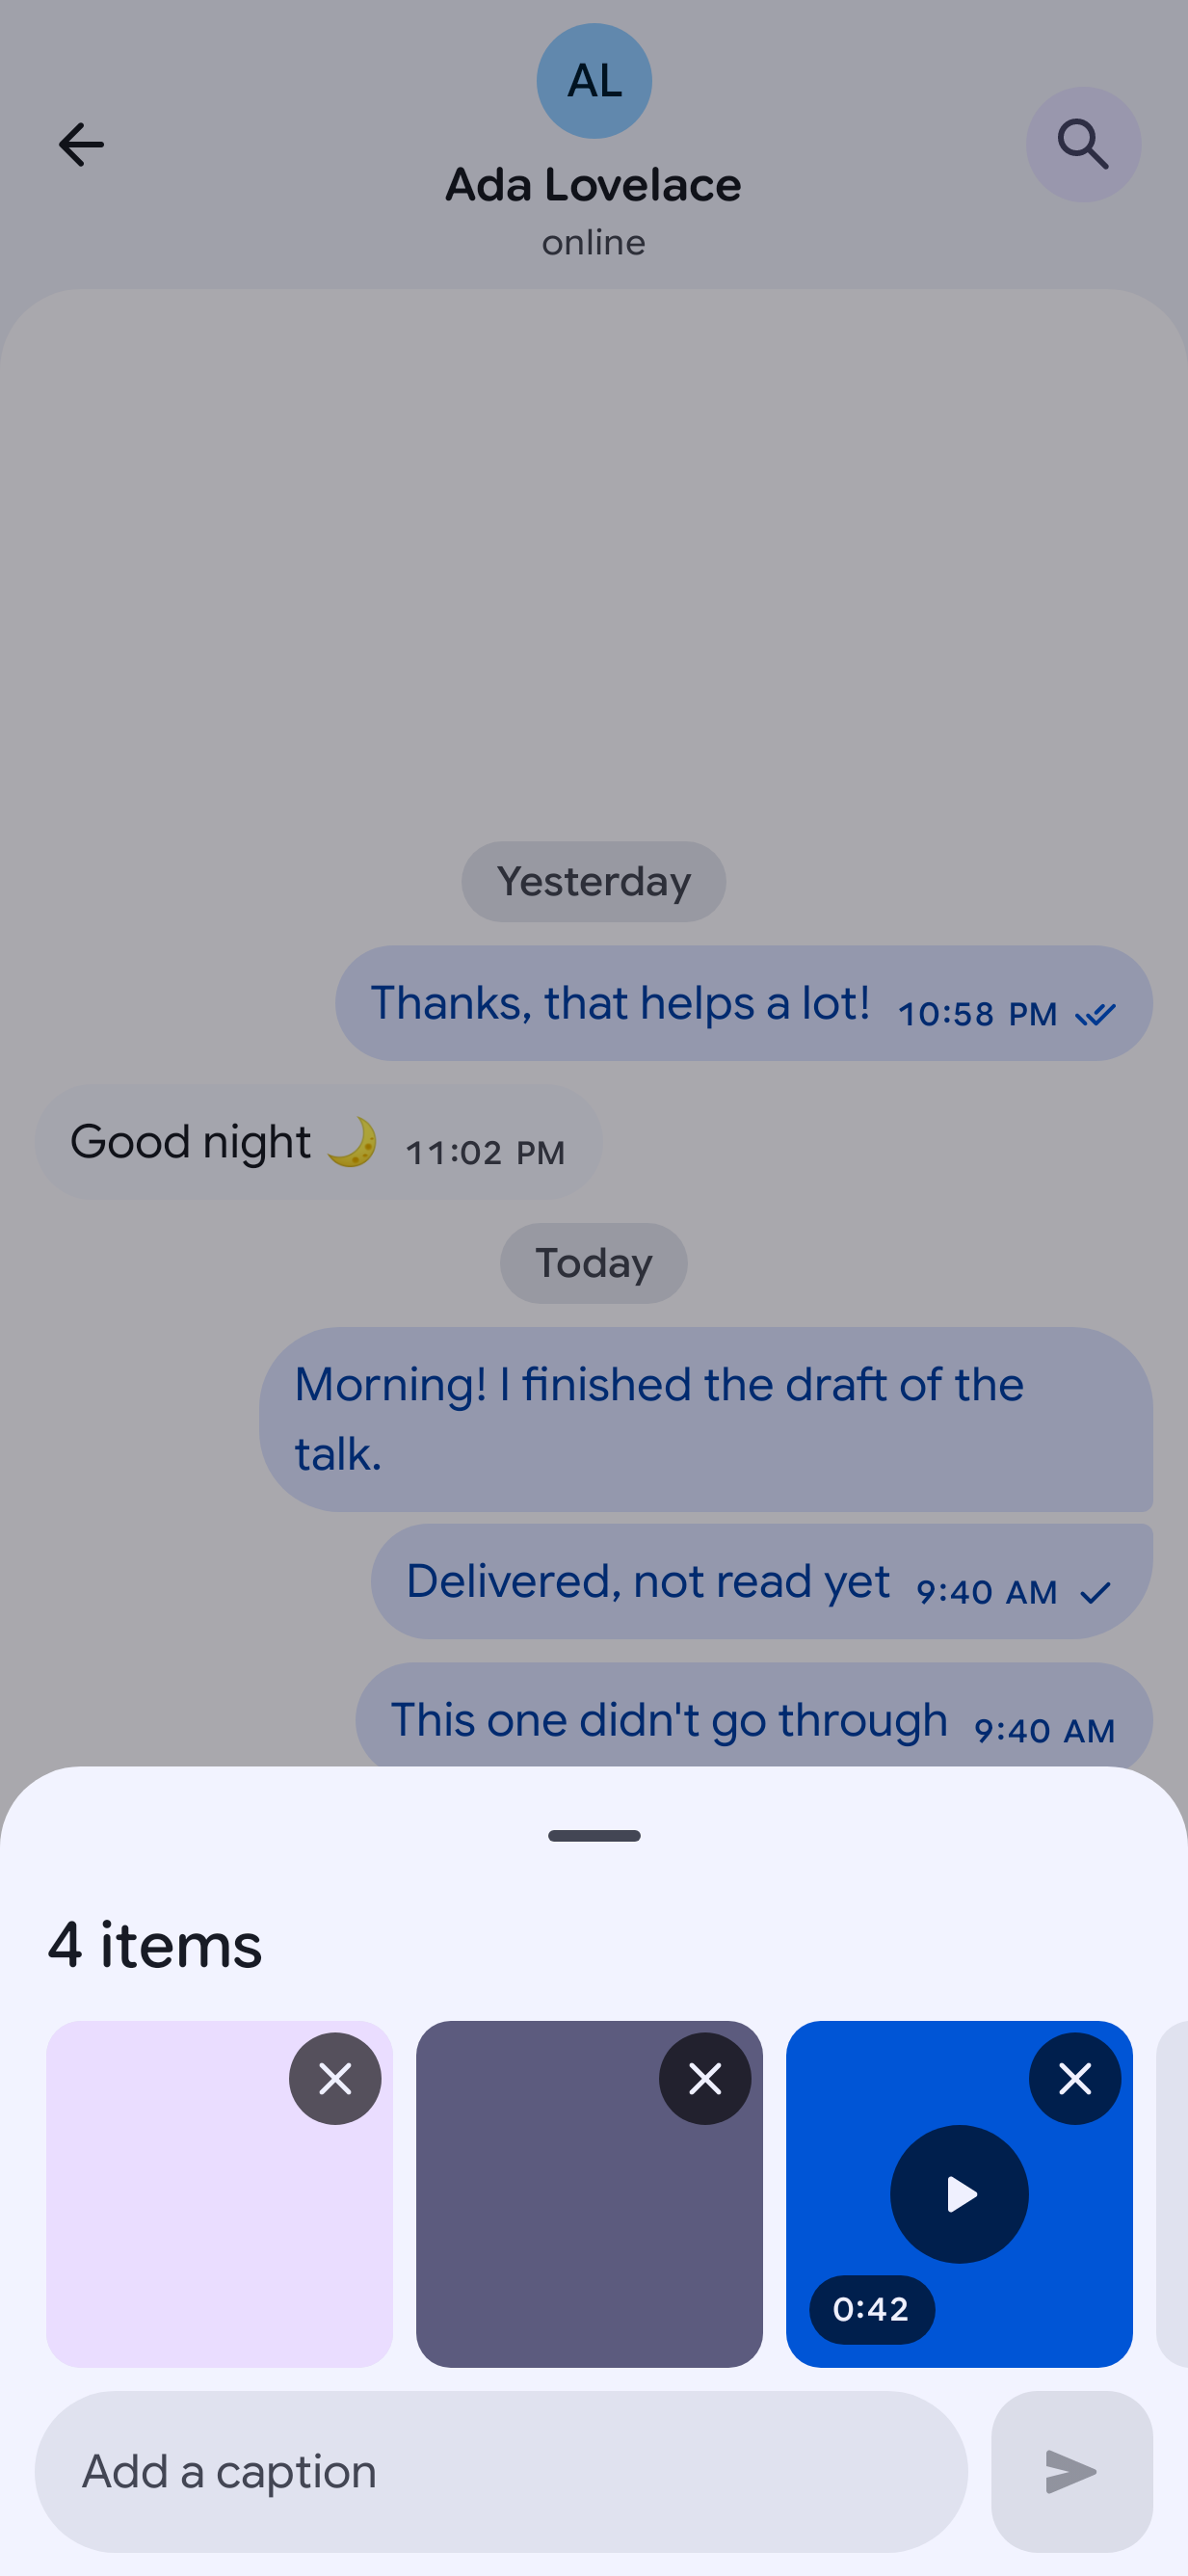 AL
Ada Lovelace
online
Yesterday
Thanks, that helps a lot! 10:58 PM
Good night 🌙 11:02 PM
Today
Morning! I finished the draft of the
talk.
Delivered, not read yet 9:40 AM
This one didn't go through 9:40 AM
4 items
0:42
Add a caption